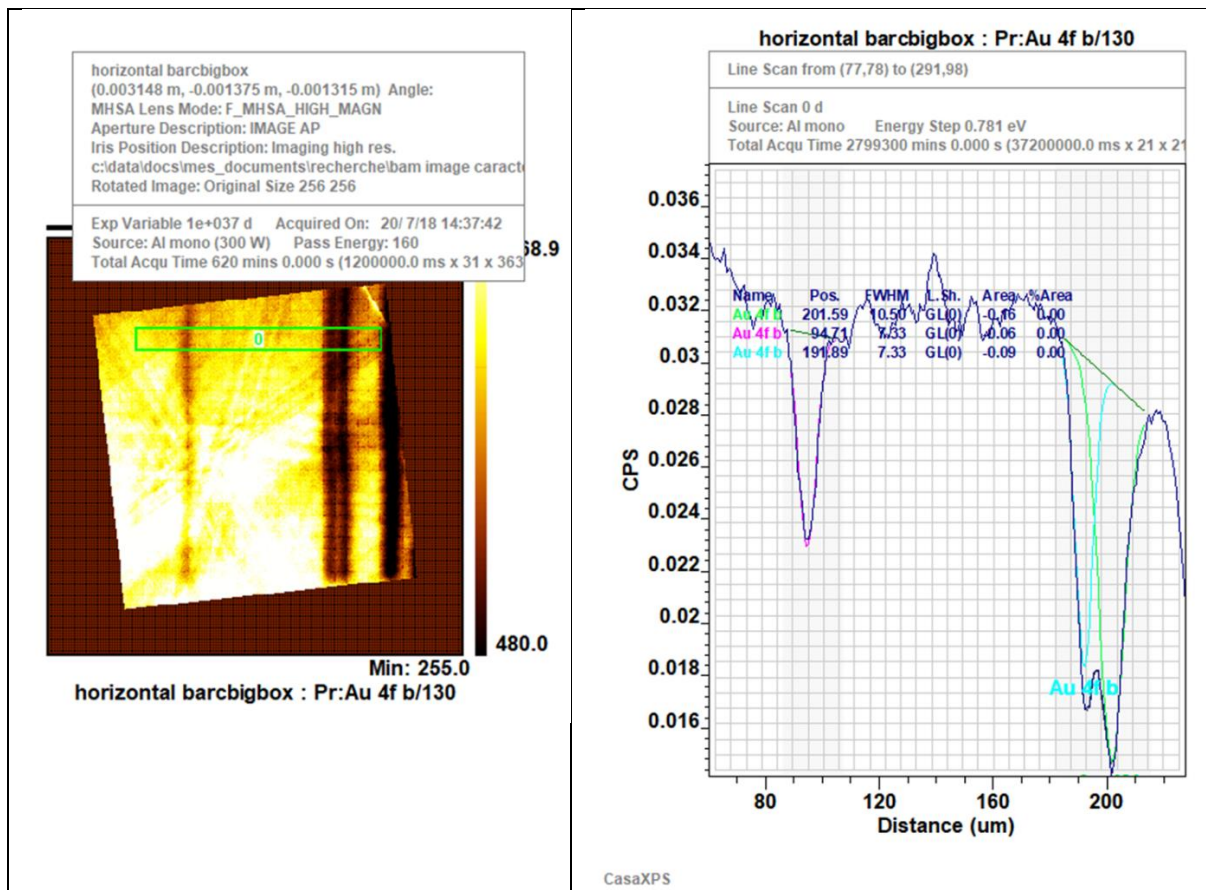 horizontal barcbigbox
(0.003148 m, -0.001375 m, -0.001315 m) Angle:
MHSA Lens Mode: F_MHSA_HIGH_MAGN
Aperture Description: IMAGE AP
Iris Position Description: Imaging high res.
c:\data\docs\mes_documents\recherche\bam image caracte
Rotated Image: Original Size 256 256
Exp Variable 1e+037 d Acquired On: 20/ 7/18 14:37:42
Source: Al mono (300 W) Pass Energy: 160
Total Acqu Time 620 mins 0.000 s (1200000.0 ms x 31 x 363
68.9
0
480.0
Min: 255.0
horizontal barcbigbox : Pr:Au 4f b/130
horizontal barcbigbox : Pr:Au 4f b/130
Line Scan from (77,78) to (291,98)
Line Scan 0 d
Source: Al mono Energy Step 0.781 eV
Total Acqu Time 2799300 mins 0.000 s (37200000.0 ms x 21 x 21
0.036
0.034
0.032
0.03
0.028
0.026
0.024
0.022
0.02
0.018
0.016
CPS
Name Pos. FWHM L.Sh. Area %Area
Au 4f b 201.59 10.50 GL(0) -0.16 0.00
Au 4f b 94.71 7.33 GL(0) -0.06 0.00
Au 4f b 191.89 7.33 GL(0) -0.09 0.00
Au 4f b
80 120 160 200
Distance (um)
CasaXPS